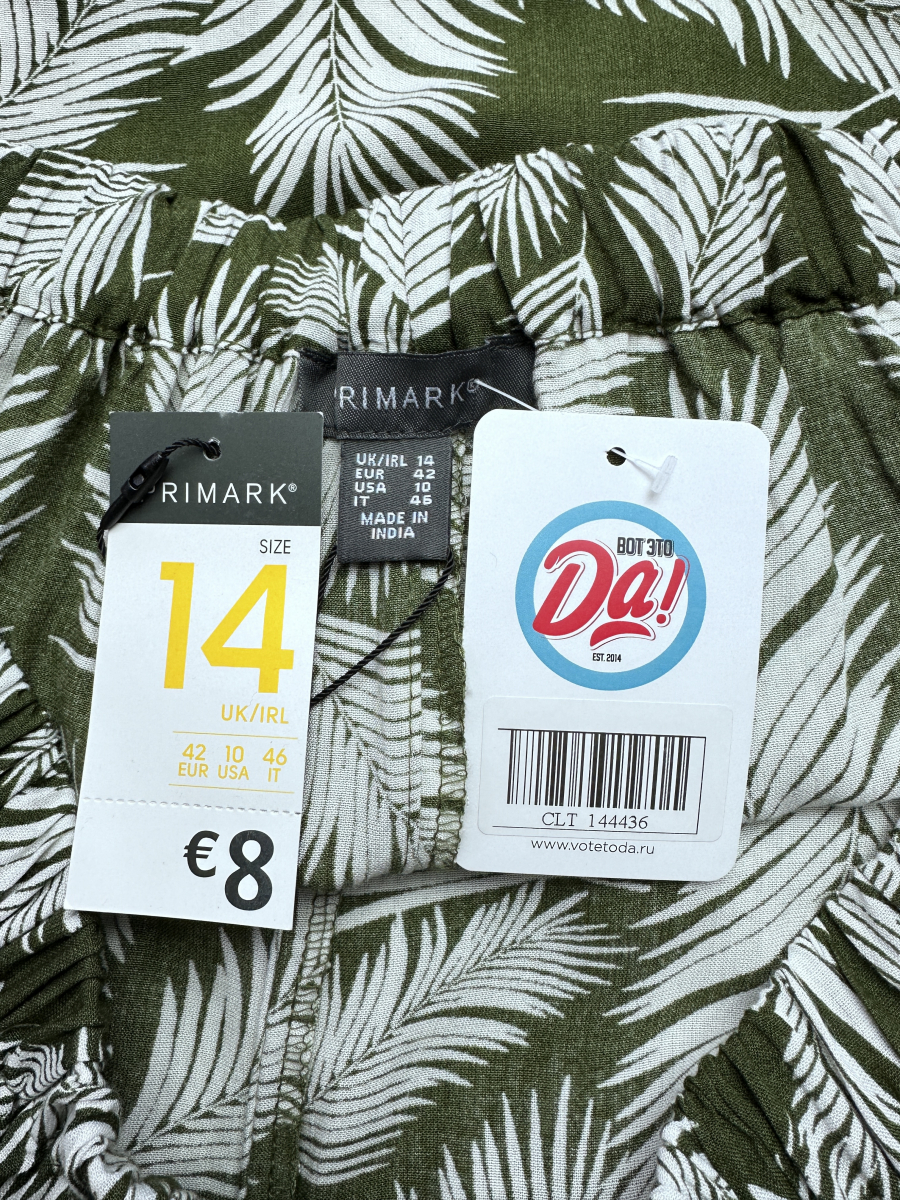 PRIMARK®
UK/IRL 14
EUR 42
USA 10
IT 46
MADE IN
INDIA
PRIMARK®
SIZE
14
UK/IRL
42 10 46
EUR USA IT
€8
ВОТ ЭТО
Da!
EST. 2014
CLT 144436
www.votetoda.ru